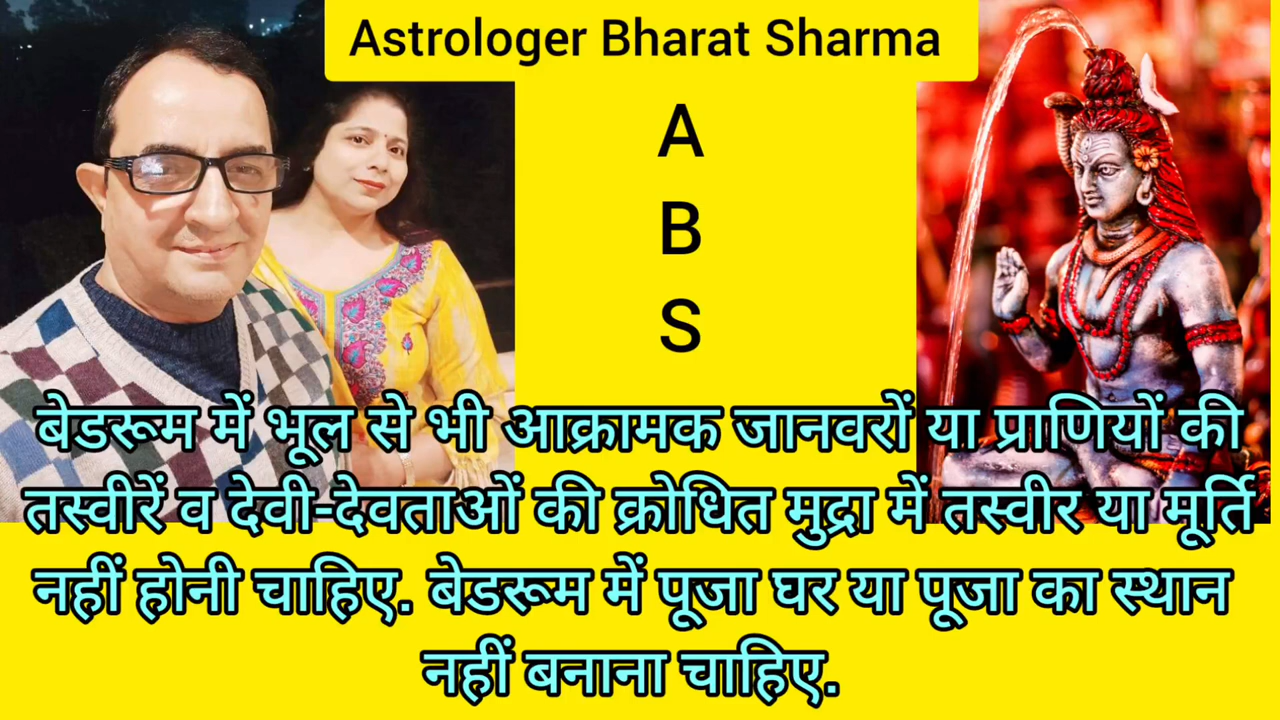 Astrologer Bharat Sharma
A
B
S
बेडरूम में भूल से भी आक्रामक जानवरों या प्राणियों की
तस्वीरें व देवी-देवताओं की क्रोधित मुद्रा में तस्वीर या मूर्ति
नहीं होनी चाहिए. बेडरूम में पूजा घर या पूजा का स्थान
नहीं बनाना चाहिए.